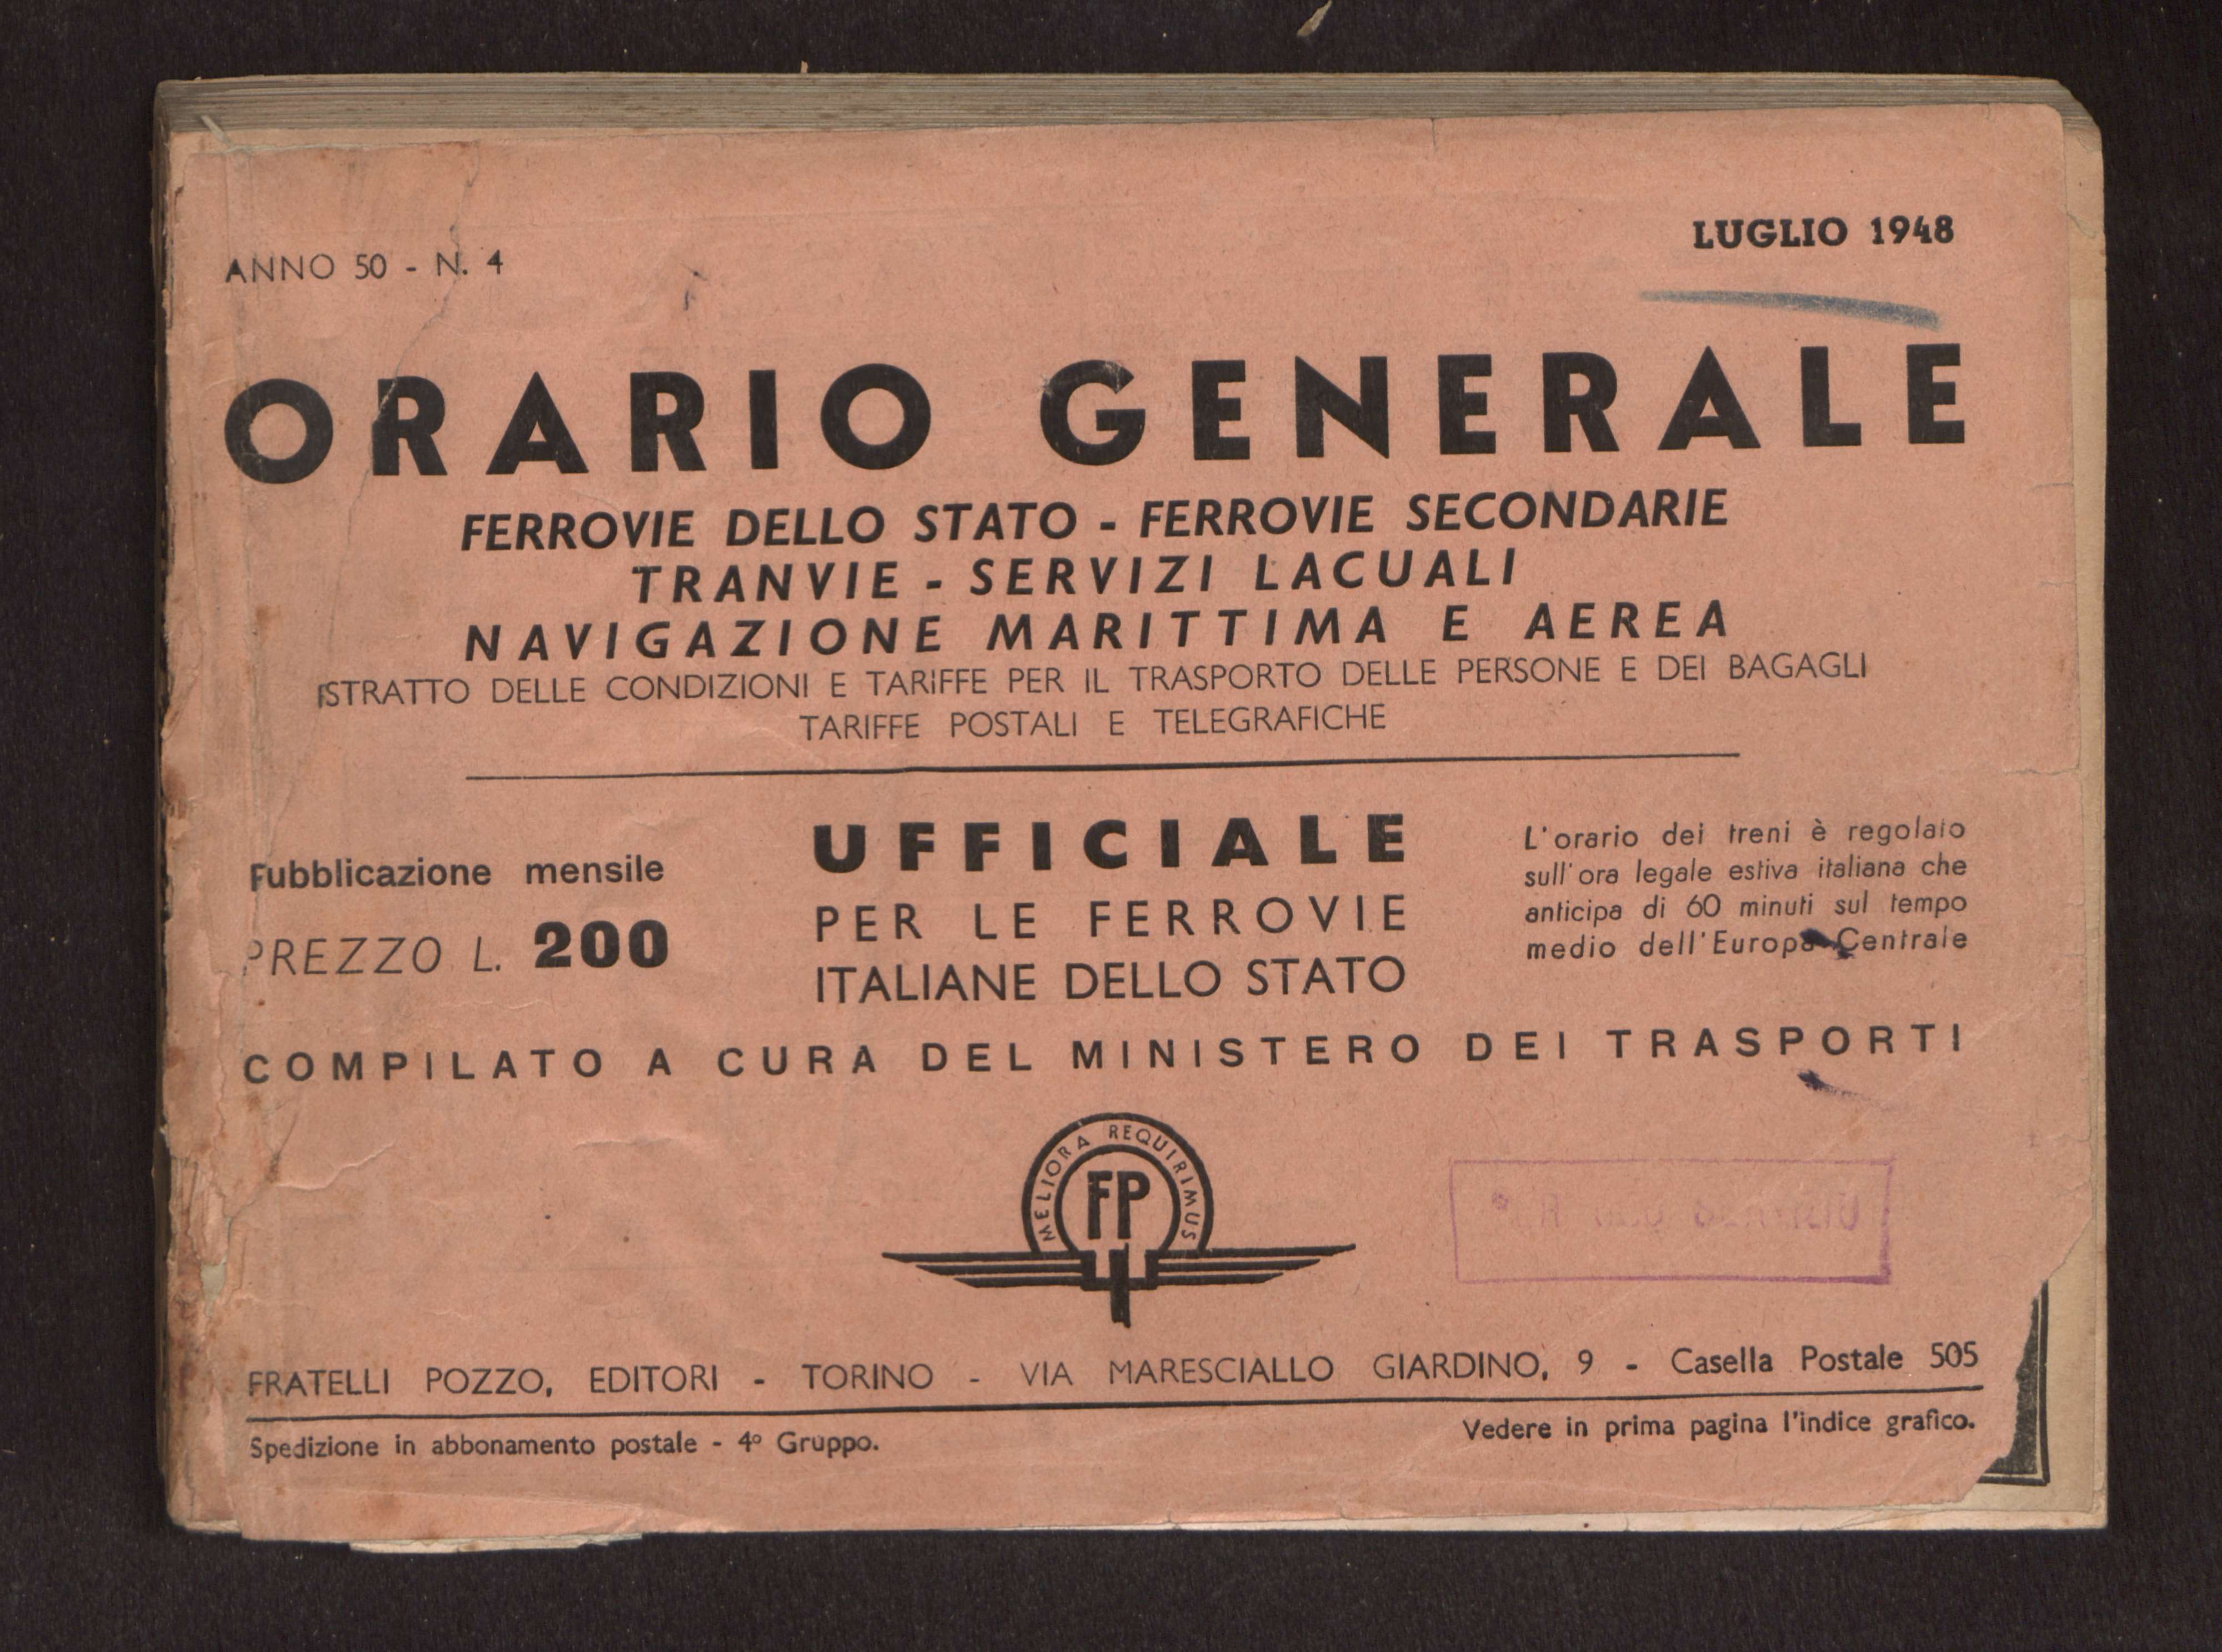 ANNO 50 - N. 4
LUGLIO 1948
ORARIO GENERALE
FERROVIE DELLO STATO - FERROVIE SECONDARIE
TRANVIE - SERVIZI LACUALI
NAVIGAZIONE MARITTIMA E AEREA
ISTRATTO DELLE CONDIZIONI E TARIFFE PER IL TRASPORTO DELLE PERSONE E DEI BAGAGLI
TARIFFE POSTALI E TELEGRAFICHE
Pubblicazione mensile
PREZZO L. 200
UFFICIALE
PER LE FERROVIE
ITALIANE DELLO STATO
L'orario dei treni è regolato
sull'ora legale estiva italiana che
anticipa di 60 minuti sul tempo
medio dell'Europa Centrale
COMPILATO A CURA DEL MINISTERO DEI TRASPORTI
MELIORA REQUIRIMUS
FP
FRATELLI POZZO, EDITORI - TORINO - VIA MARESCIALLO GIARDINO, 9 - Casella Postale 505
Spedizione in abbonamento postale - 4º Gruppo.
Vedere in prima pagina l'indice grafico.